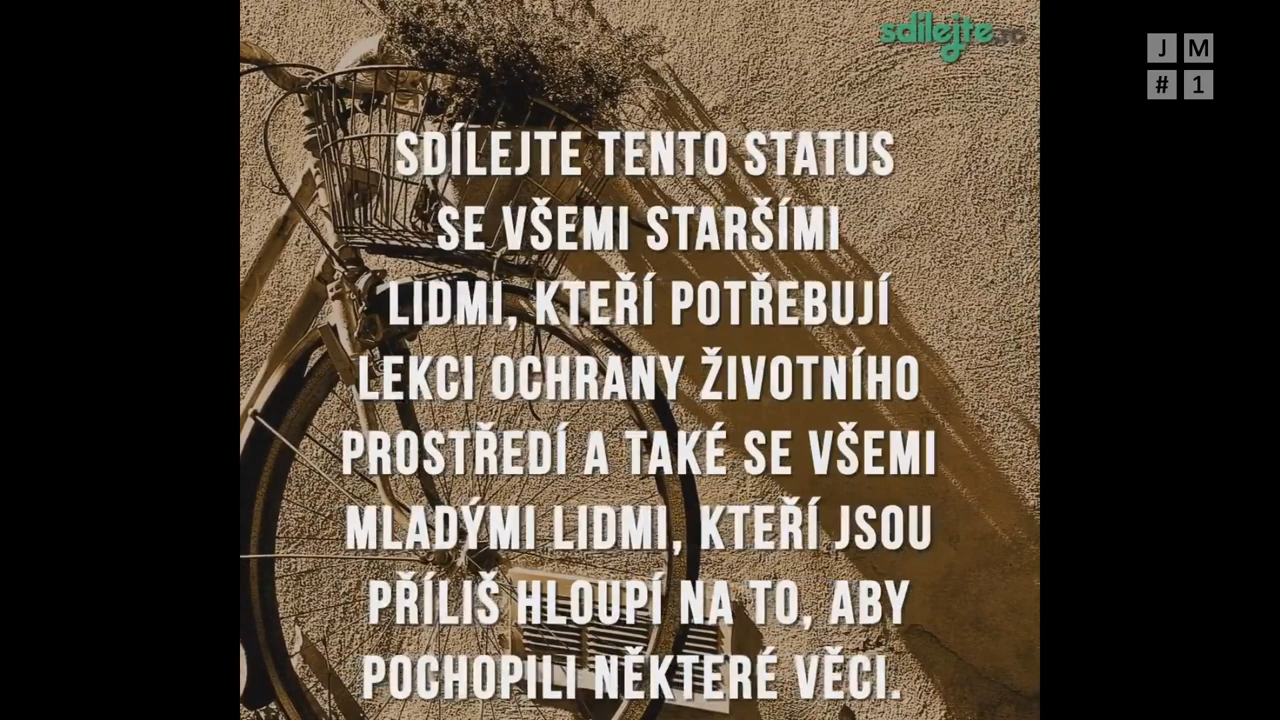 sdilejte
J M
# 1
SDÍLEJTE TENTO STATUS
SE VŠEMI STARŠÍMI
LIDMI, KTEŘÍ POTŘEBUJÍ
LEKCI OCHRANY ŽIVOTNÍHO
PROSTŘEDÍ A TAKÉ SE VŠEMI
MLADÝMI LIDMI, KTEŘÍ JSOU
PŘÍLIŠ HLOUPÍ NA TO, ABY
POCHOPILI NĚKTERÉ VĚCI.